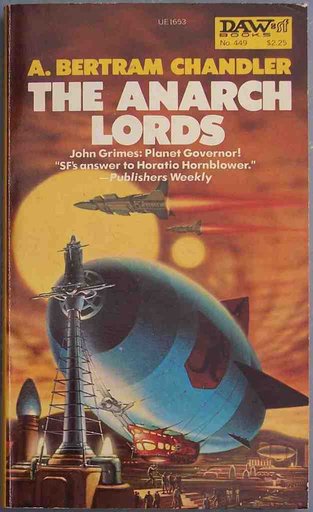 UE1653
DAW=sf
BOOKS
No. 449 $2.25
A. BERTRAM CHANDLER
THE ANARCH
LORDS
John Grimes: Planet Governor!
"SF's answer to Horatio Hornblower."
—Publishers Weekly